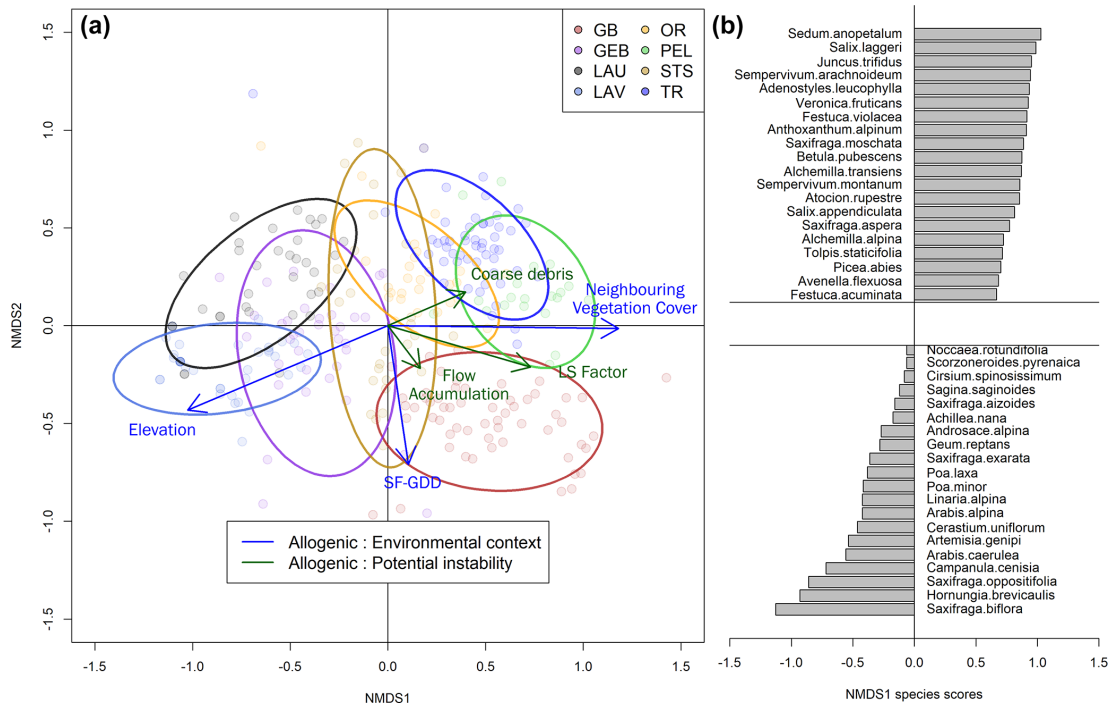 (a)
GB
OR
GEB
PEL
LAU
STS
LAV
TR
NMDS2
1.5
1.0
0.5
0.0
-0.5
-1.0
-1.5
Coarse debris
Neighbouring
Vegetation Cover
LS Factor
Flow
Accumulation
Elevation
SF-GDD
Allogenic : Environmental context
Allogenic : Potential instability
-1.5
-1.0
-0.5
0.0
0.5
1.0
1.5
NMDS1
(b)
Sedum.anopetalum
Salix.laggeri
Juncus.trifidus
Sempervivum.arachnoideum
Adenostyles.leucophylla
Veronica.fruticans
Festuca.violacea
Anthoxanthum.alpinum
Saxifraga.moschata
Betula.pubescens
Alchemilla.transiens
Sempervivum.montanum
Atocion.rupestre
Salix.appendiculata
Saxifraga.aspera
Alchemilla.alpina
Tolpis.staticifolia
Picea.abies
Avenella.flexuosa
Festuca.acuminata
Noccaea.rotundifolia
Scorzoneroides.pyrenaica
Cirsium.spinosissimum
Sagina.saginoides
Saxifraga.aizoides
Achillea.nana
Androsace.alpina
Geum.reptans
Saxifraga.exarata
Poa.laxa
Poa.minor
Linaria.alpina
Arabis.alpina
Cerastium.uniflorum
Artemisia.genipi
Arabis.caerulea
Campanula.cenisia
Saxifraga.oppositifolia
Hornungia.brevicaulis
Saxifraga.biflora
-1.5
-1.0
-0.5
0.0
0.5
1.0
1.5
NMDS1 species scores